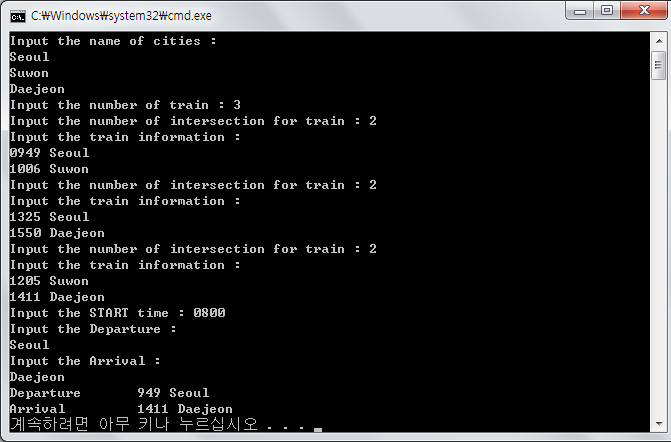 C:₩Windows₩system32₩cmd.exe
Input the name of cities :
Seoul
Suwon
Daejeon
Input the number of train : 3
Input the number of intersection for train : 2
Input the train information :
0949 Seoul
1006 Suwon
Input the number of intersection for train : 2
Input the train information :
1325 Seoul
1550 Daejeon
Input the number of intersection for train : 2
Input the train information :
1205 Suwon
1411 Daejeon
Input the START time : 0800
Input the Departure :
Seoul
Input the Arrival :
Daejeon
Departure 949 Seoul
Arrival 1411 Daejeon
계속하려면 아무 키나 누르십시오 . . .